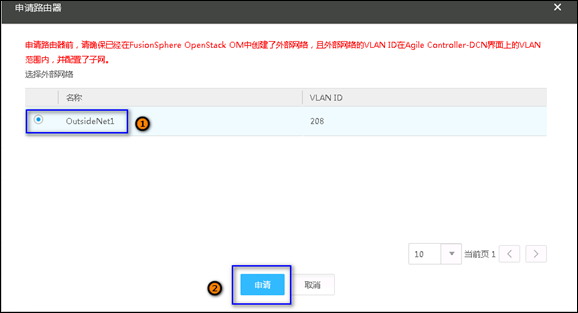 申请路由器
申请路由器前，请确保已经在FusionSphere OpenStack OM中创建了外部网络，且外部网络的VLAN ID在Agile Controller-DCN界面上的VLAN
范围内，并配置了子网。
选择外部网络
名称 VLAN ID
OutsideNet1 208
1
10 当前页 1
2 申请 取消